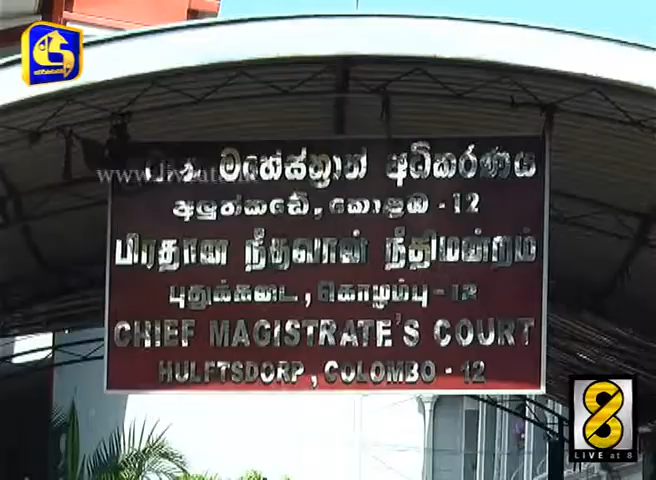 මහේස්ත්‍රාත් අධිකරණය
අලුත්කඩේ, කොළඹ - 12
பிரதான நீதவான் நீதிமன்றம்
புதுக்கடை, கொழும்பு - 12
CHIEF MAGISTRATE'S COURT
HULFTSDORP, COLOMBO - 12
8
LIVE at 8